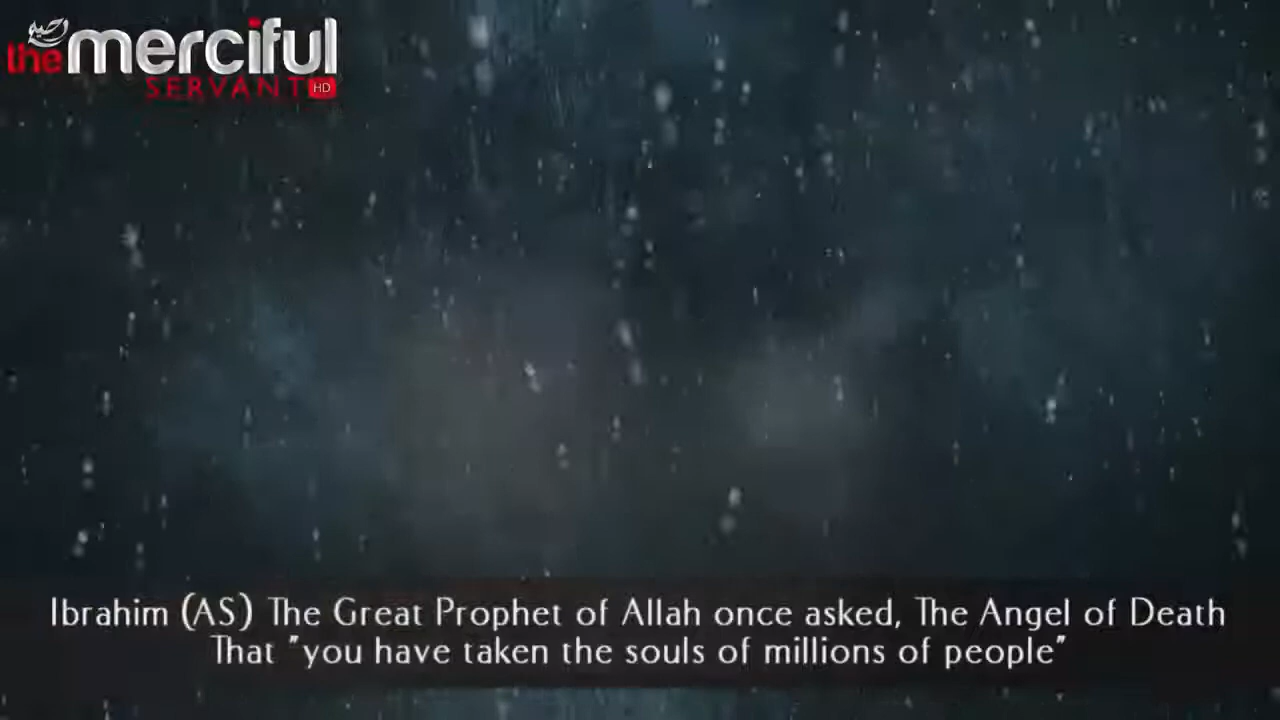 the merciful
SERVANT HD
Ibrahim (AS) The Great Prophet of Allah once asked, The Angel of Death
That "you have taken the souls of millions of people"